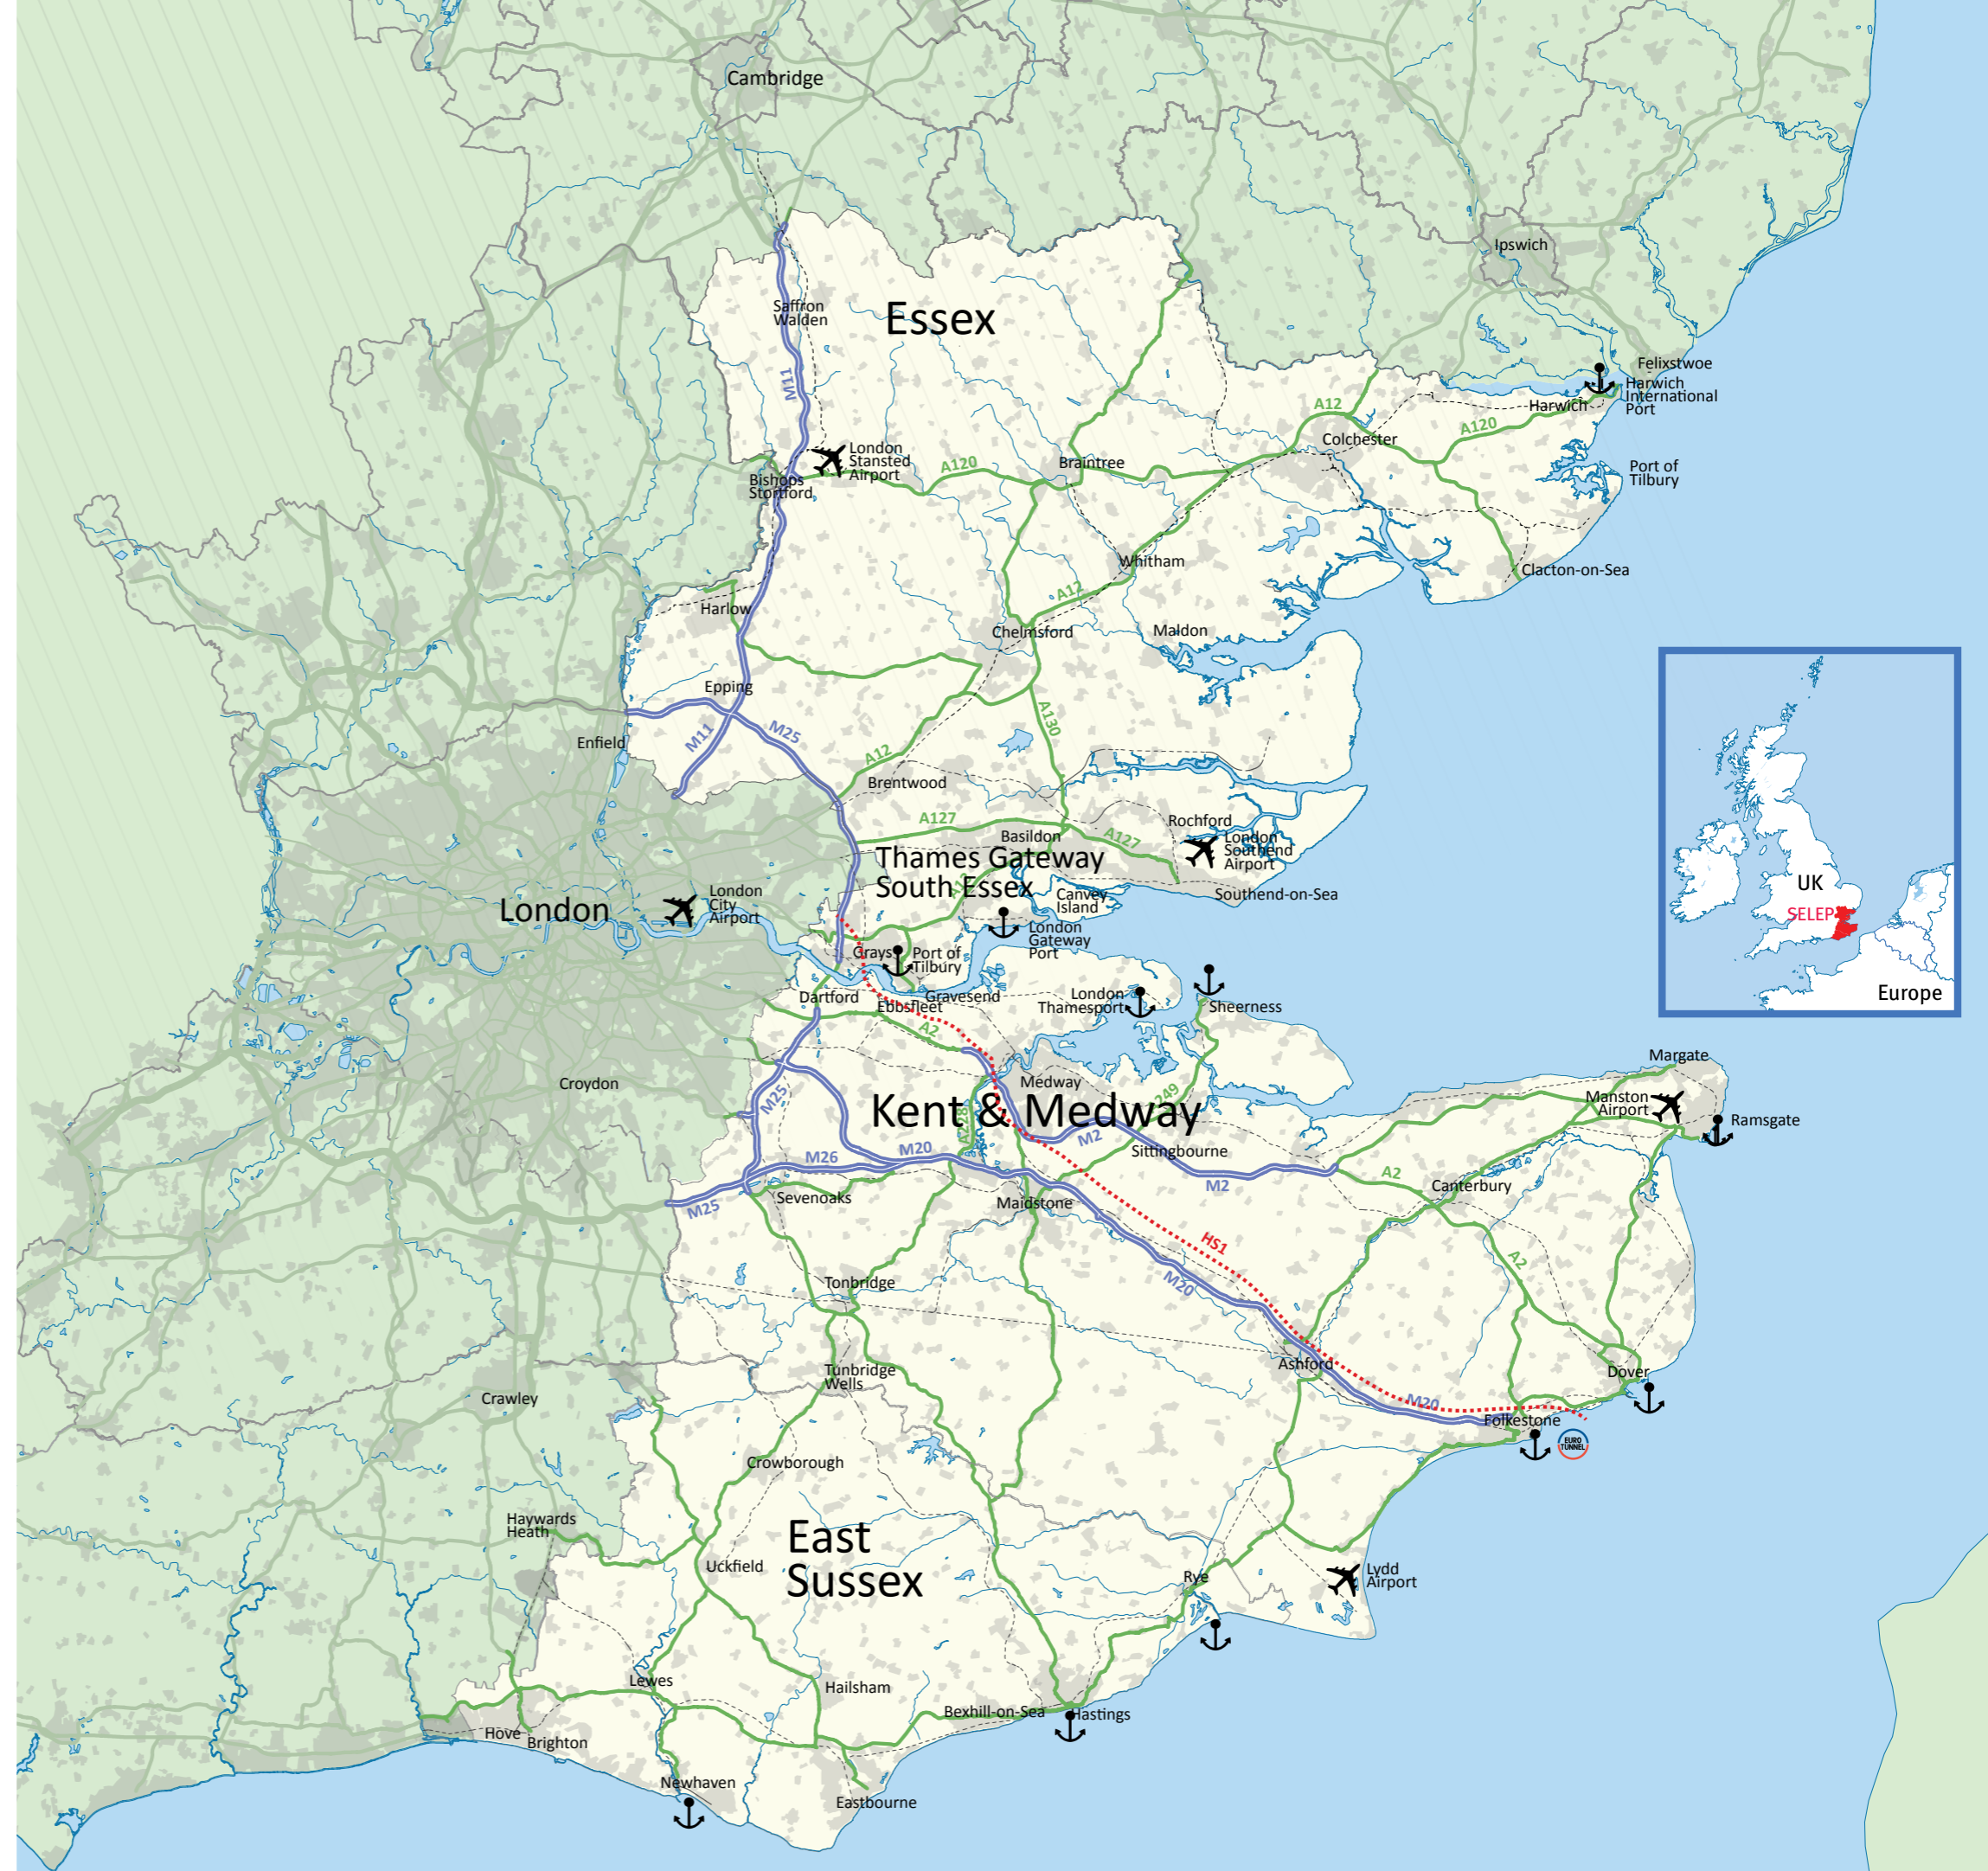 Cambridge
Ipswich
Saffron
Walden
Essex
M11
Felixstwoe
Harwich
International
Port
Harwich
A12
A120
Colchester
London
Stansted
Airport
A120
Braintree
Bishops
Stortford
Port of
Tilbury
Whitham
Clacton-on-Sea
A12
Harlow
Chelmsford
Maldon
Epping
M11
M25
A130
Enfield
A12
Brentwood
A127
Basildon
A127
Rochford
London
Southend
Airport
Thames Gateway
South Essex
A13
Canvey
Island
Southend-on-Sea
London
London
City
Airport
London
Gateway
Port
Grays
Port of
Tilbury
UK
SELEP
Europe
Dartford
Gravesend
Ebbsfleet
London
Thamesport
Sheerness
A2
Croydon
M25
Medway
Kent & Medway
A249
M2
Margate
Manston
Airport
Ramsgate
M26
M20
Sittingbourne
M2
A2
Canterbury
Sevenoaks
M25
Maidstone
HS1
A2
M20
Tonbridge
Tunbridge
Wells
Ashford
Dover
M20
Folkestone
EURO
TUNNEL
Crawley
Crowborough
Haywards
Heath
East
Sussex
Uckfield
Rye
Lydd
Airport
Lewes
Hailsham
Bexhill-on-Sea
Hastings
Hove
Brighton
Newhaven
Eastbourne